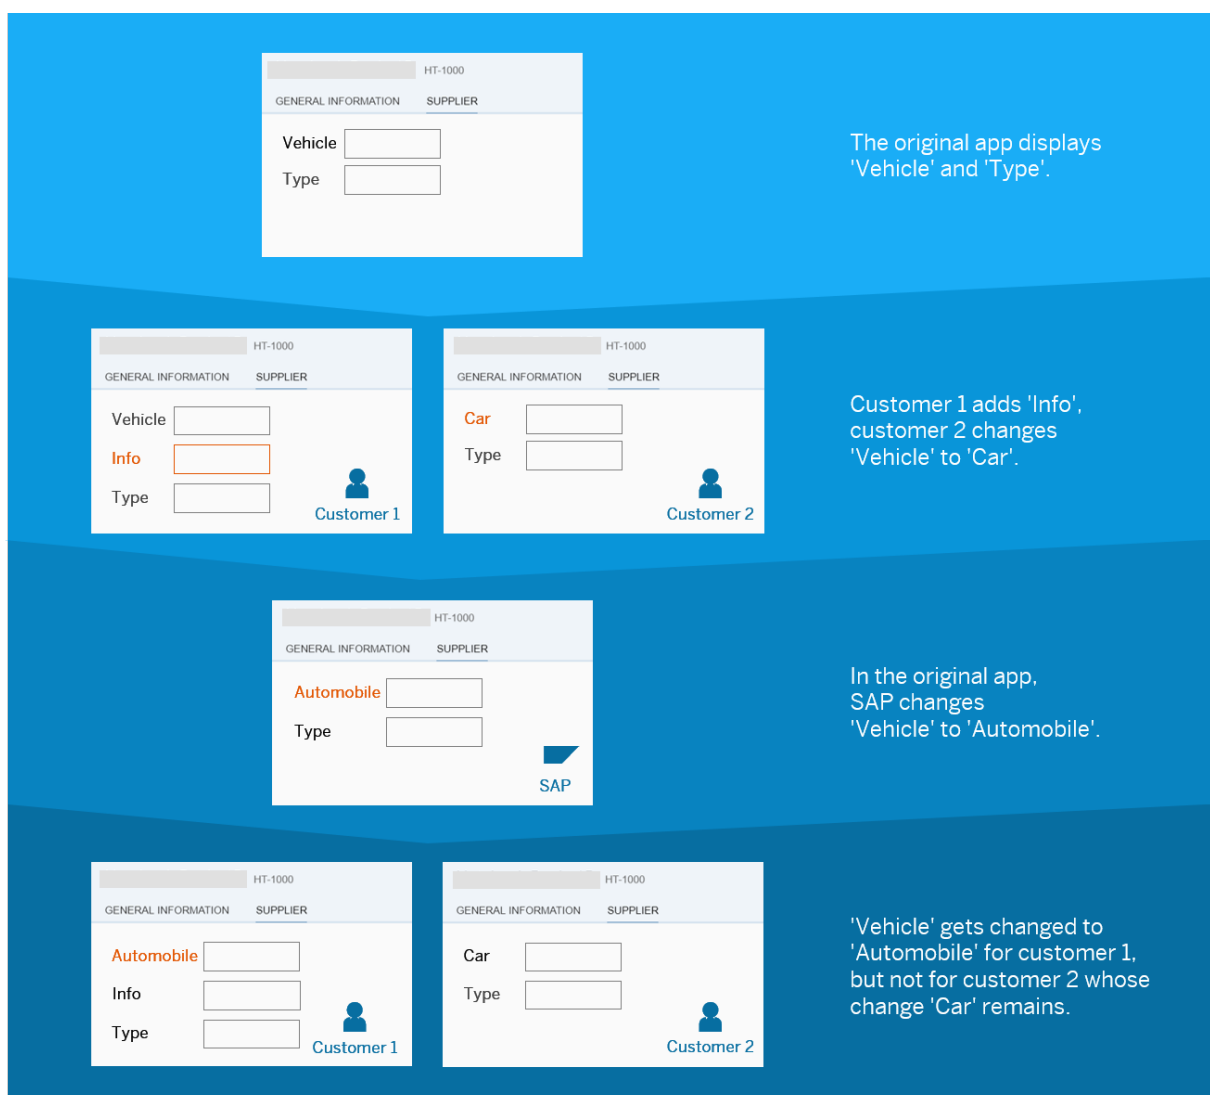 HT-1000
GENERAL INFORMATION SUPPLIER
Vehicle
Type
The original app displays
'Vehicle' and 'Type'.
HT-1000
GENERAL INFORMATION SUPPLIER
Vehicle
Info
Type
Customer 1
HT-1000
GENERAL INFORMATION SUPPLIER
Car
Type
Customer 2
Customer 1 adds 'Info',
customer 2 changes
'Vehicle' to 'Car'.
HT-1000
GENERAL INFORMATION SUPPLIER
Automobile
Type
SAP
In the original app,
SAP changes
'Vehicle' to 'Automobile'.
HT-1000
GENERAL INFORMATION SUPPLIER
Automobile
Info
Type
Customer 1
HT-1000
GENERAL INFORMATION SUPPLIER
Car
Type
Customer 2
'Vehicle' gets changed to
'Automobile' for customer 1,
but not for customer 2 whose
change 'Car' remains.